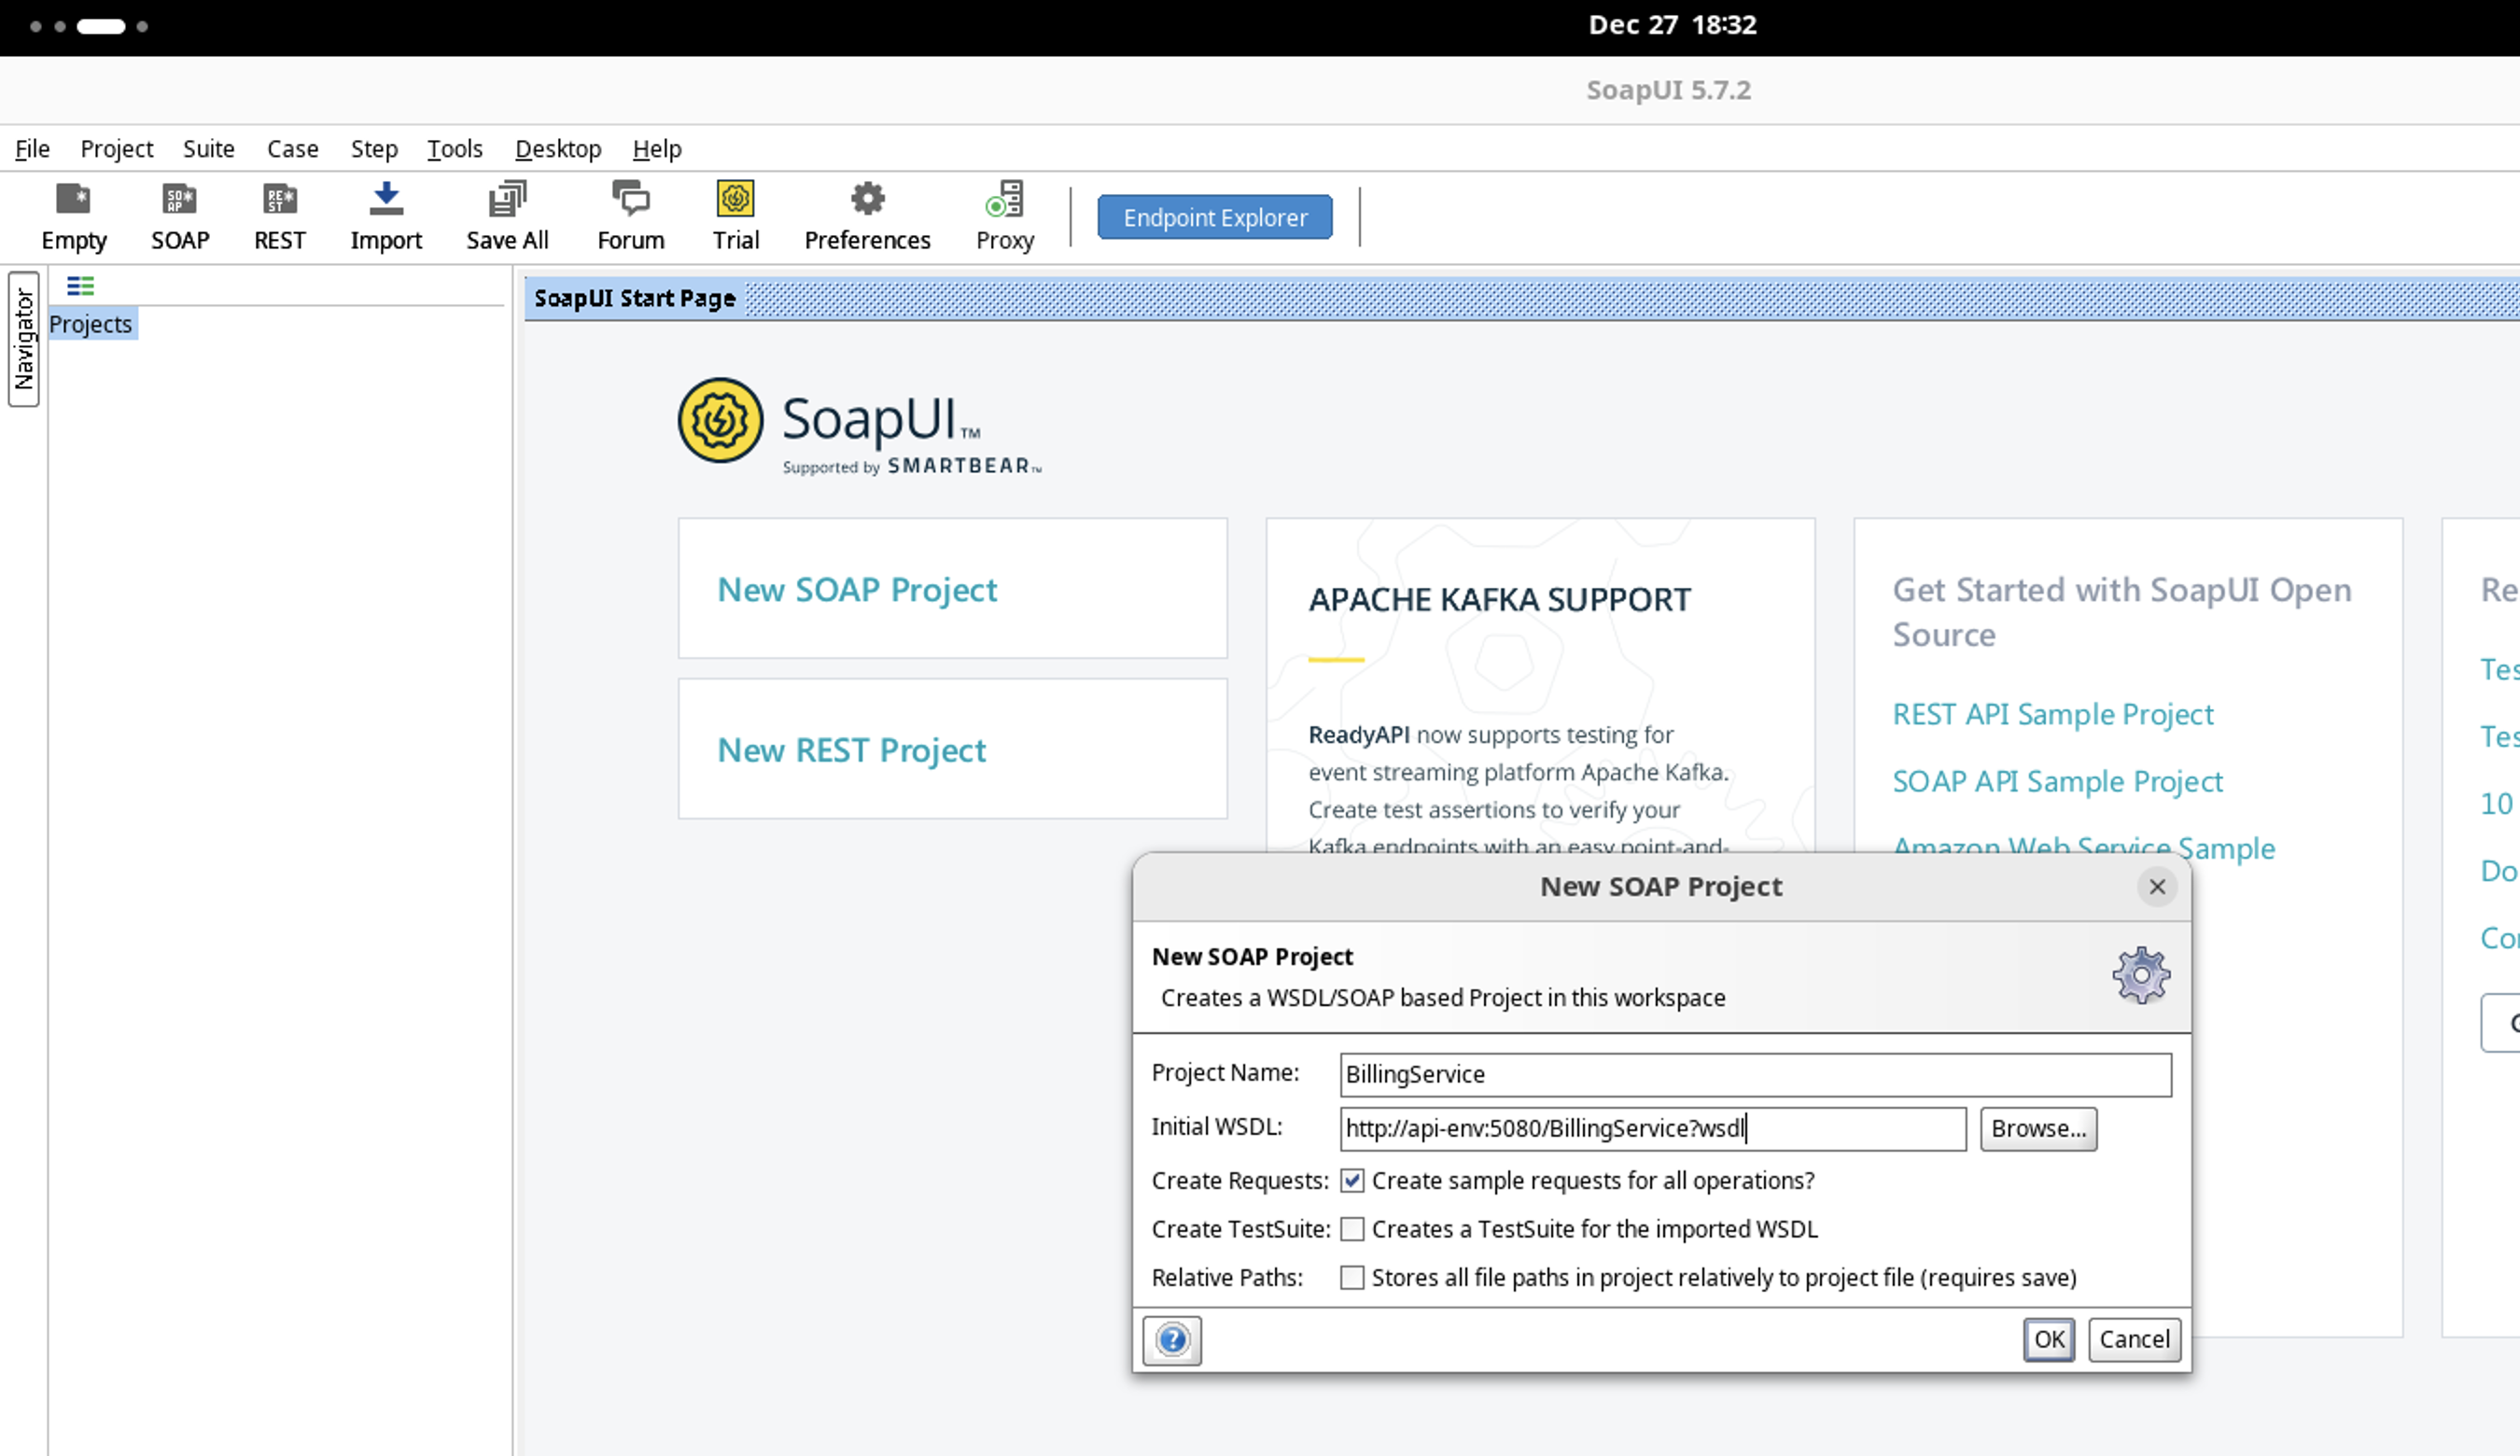 Dec 27 18:32
SoapUI 5.7.2
File Project Suite Case Step Tools Desktop Help
Empty SOAP REST Import Save All Forum Trial Preferences Proxy Endpoint Explorer
Navigator
Projects
SoapUI Start Page
SoapUI™
Supported by SMARTBEAR™
New SOAP Project
New REST Project
APACHE KAFKA SUPPORT
ReadyAPI now supports testing for
event streaming platform Apache Kafka.
Create test assertions to verify your
Kafka endpoints with an easy point-and-
Get Started with SoapUI Open
Source
REST API Sample Project
SOAP API Sample Project
Amazon Web Service Sample
10
New SOAP Project
New SOAP Project
Creates a WSDL/SOAP based Project in this workspace
Project Name: BillingService
Initial WSDL: http://api-env:5080/BillingService?wsdl Browse...
Create Requests: Create sample requests for all operations?
Create TestSuite: Creates a TestSuite for the imported WSDL
Relative Paths: Stores all file paths in project relatively to project file (requires save)
OK Cancel